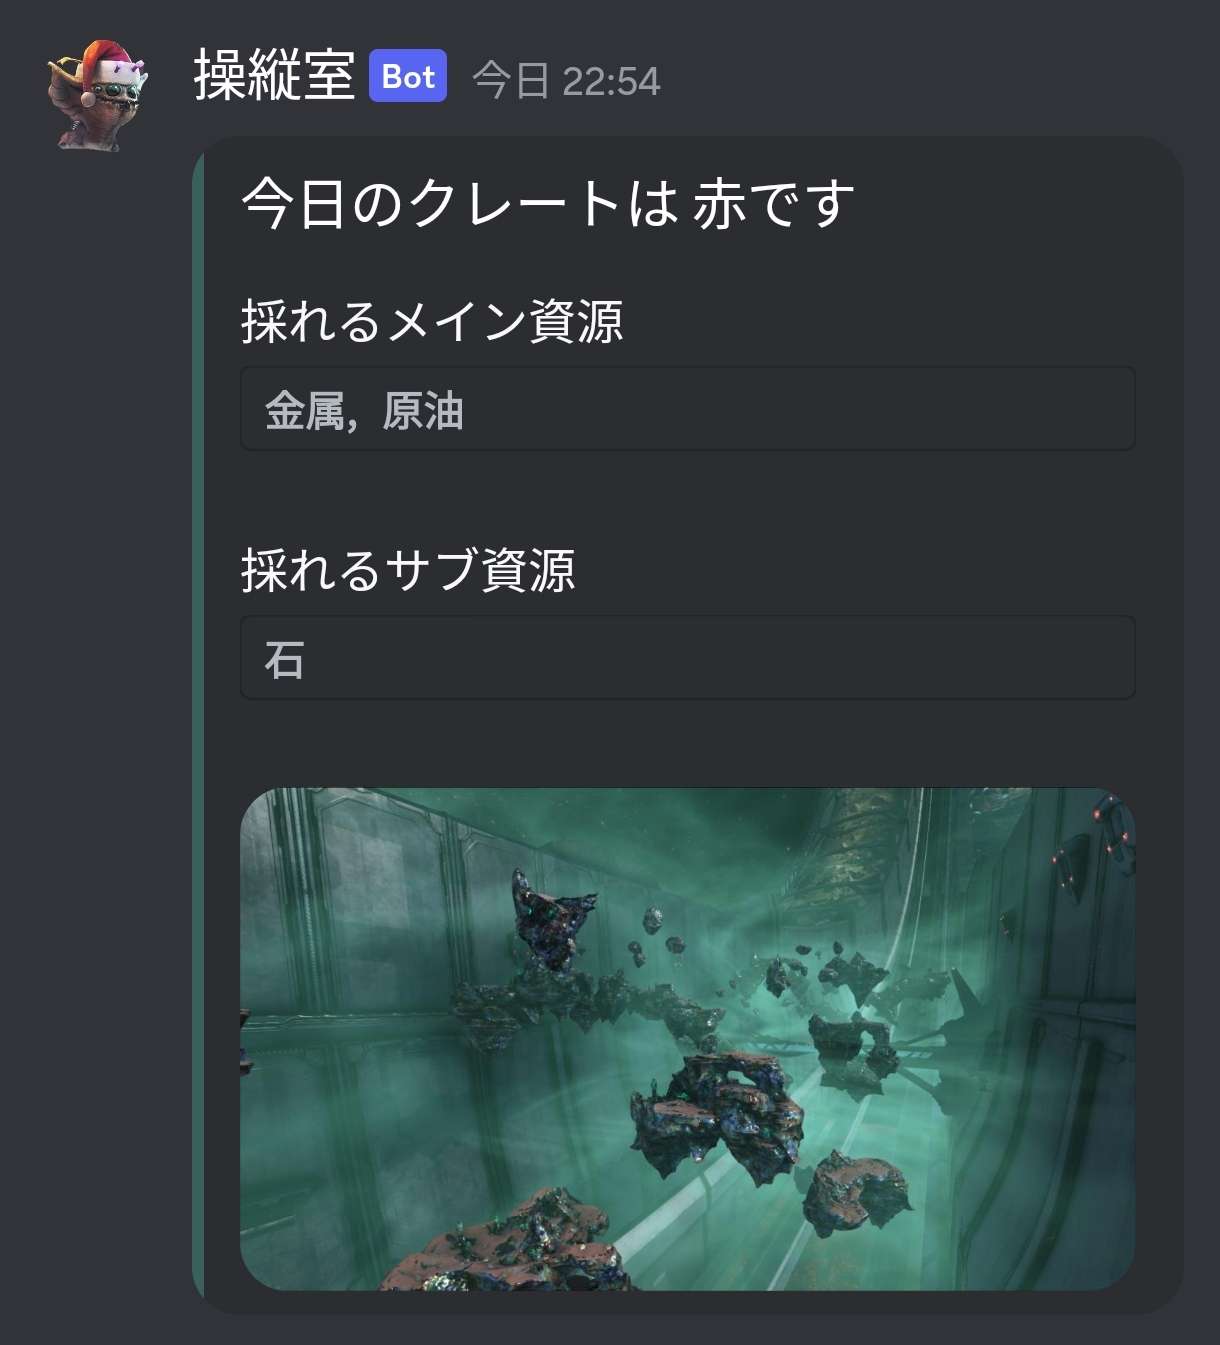 操縦室 Bot 今日 22:54
今日のクレートは 赤です
採れるメイン資源
金属，原油
採れるサブ資源
石